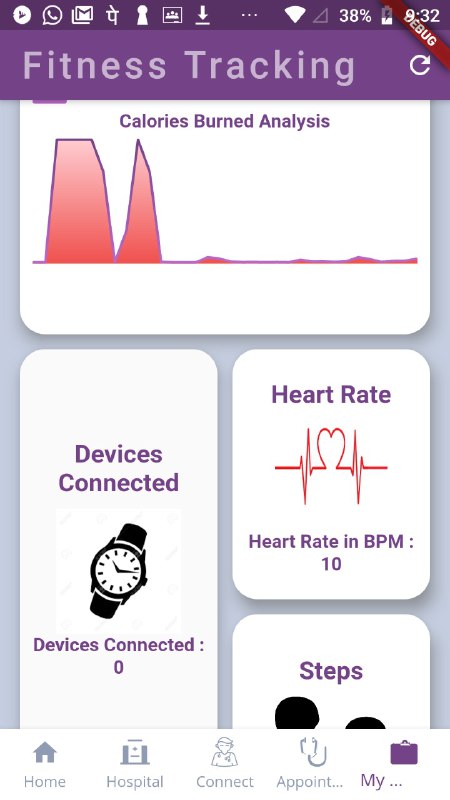 38% 9:32
DEBUG
Fitness Tracking
Calories Burned Analysis
Devices
Connected
Devices Connected :
0
Heart Rate
Heart Rate in BPM :
10
Steps
Home
Hospital
Connect
Appoint...
My ...